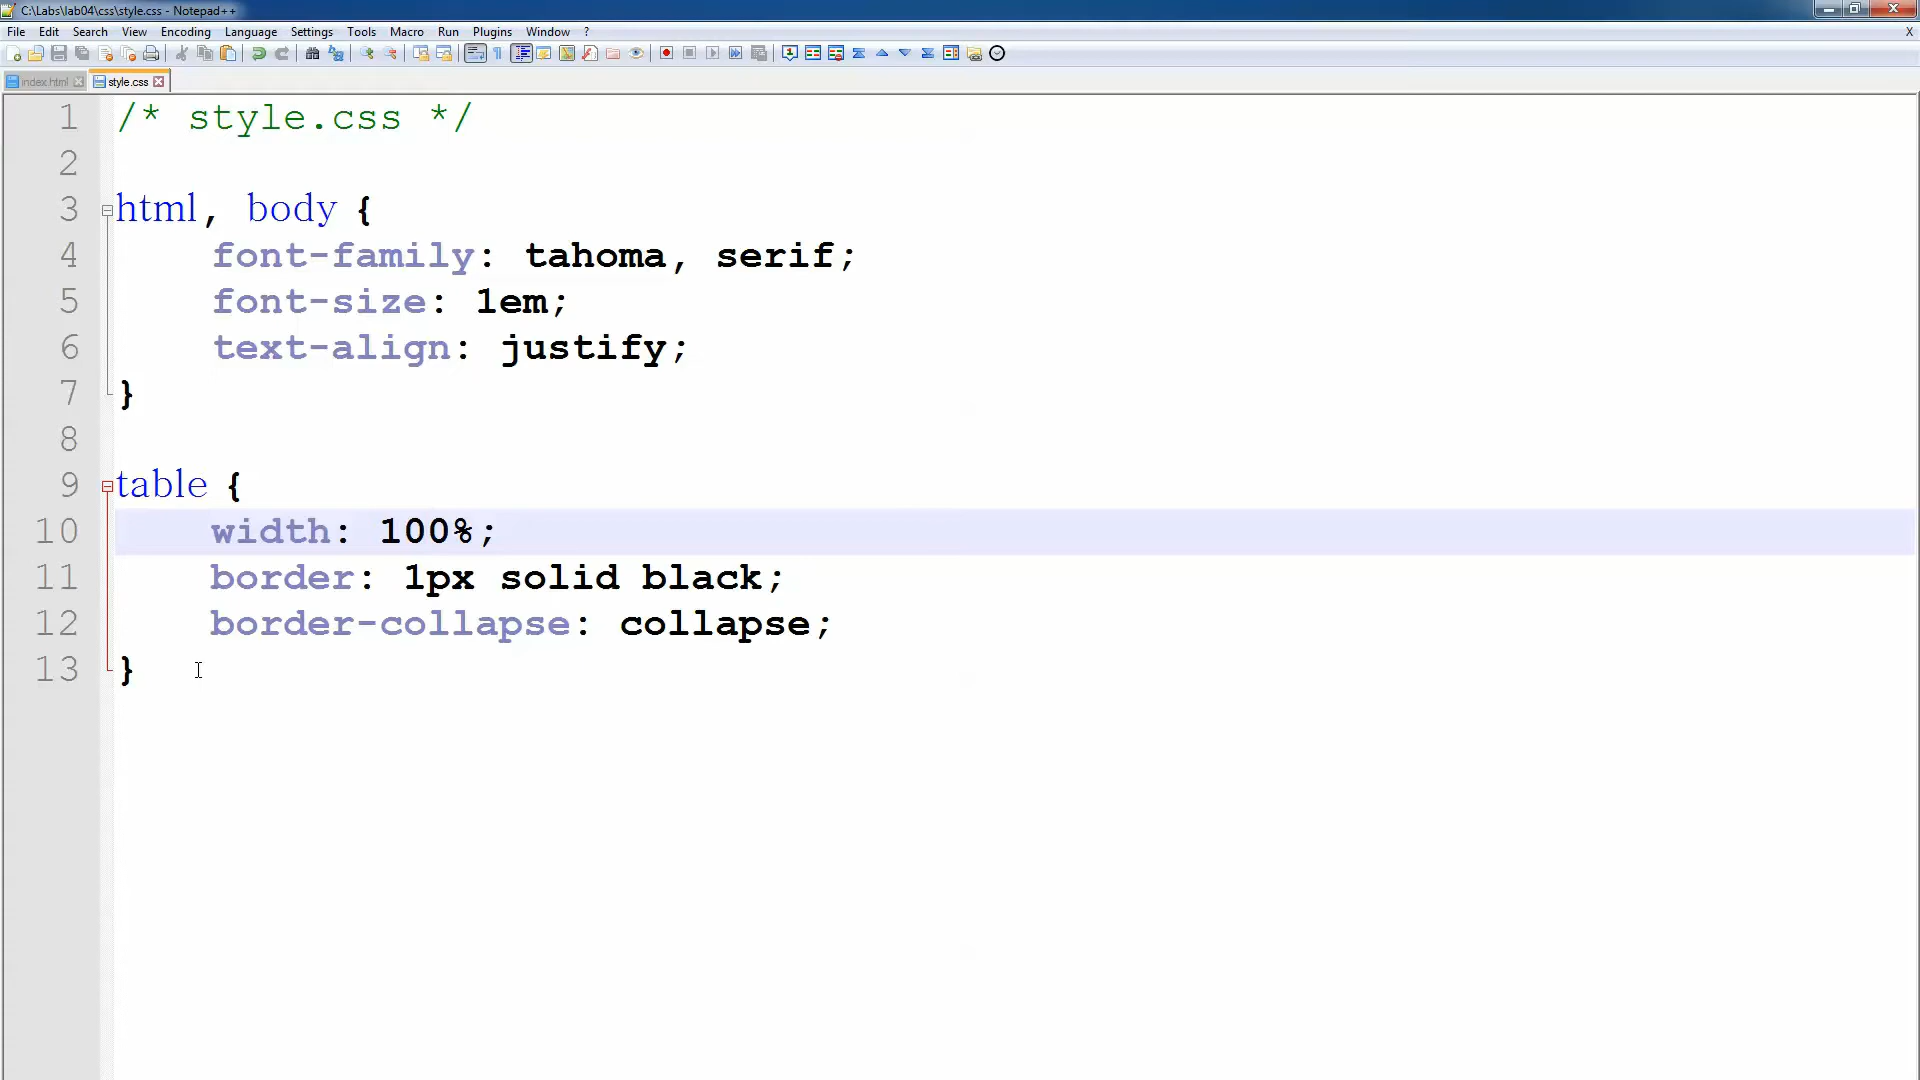 C:\Labs\lab04\css\style.css - Notepad++
File Edit Search View Encoding Language Settings Tools Macro Run Plugins Window ? X
index.html style.css
1 /* style.css */
2
3 html, body {
4 font-family: tahoma, serif;
5 font-size: 1em;
6 text-align: justify;
7 }
8
9 table {
10 width: 100%;
11 border: 1px solid black;
12 border-collapse: collapse;
13 }